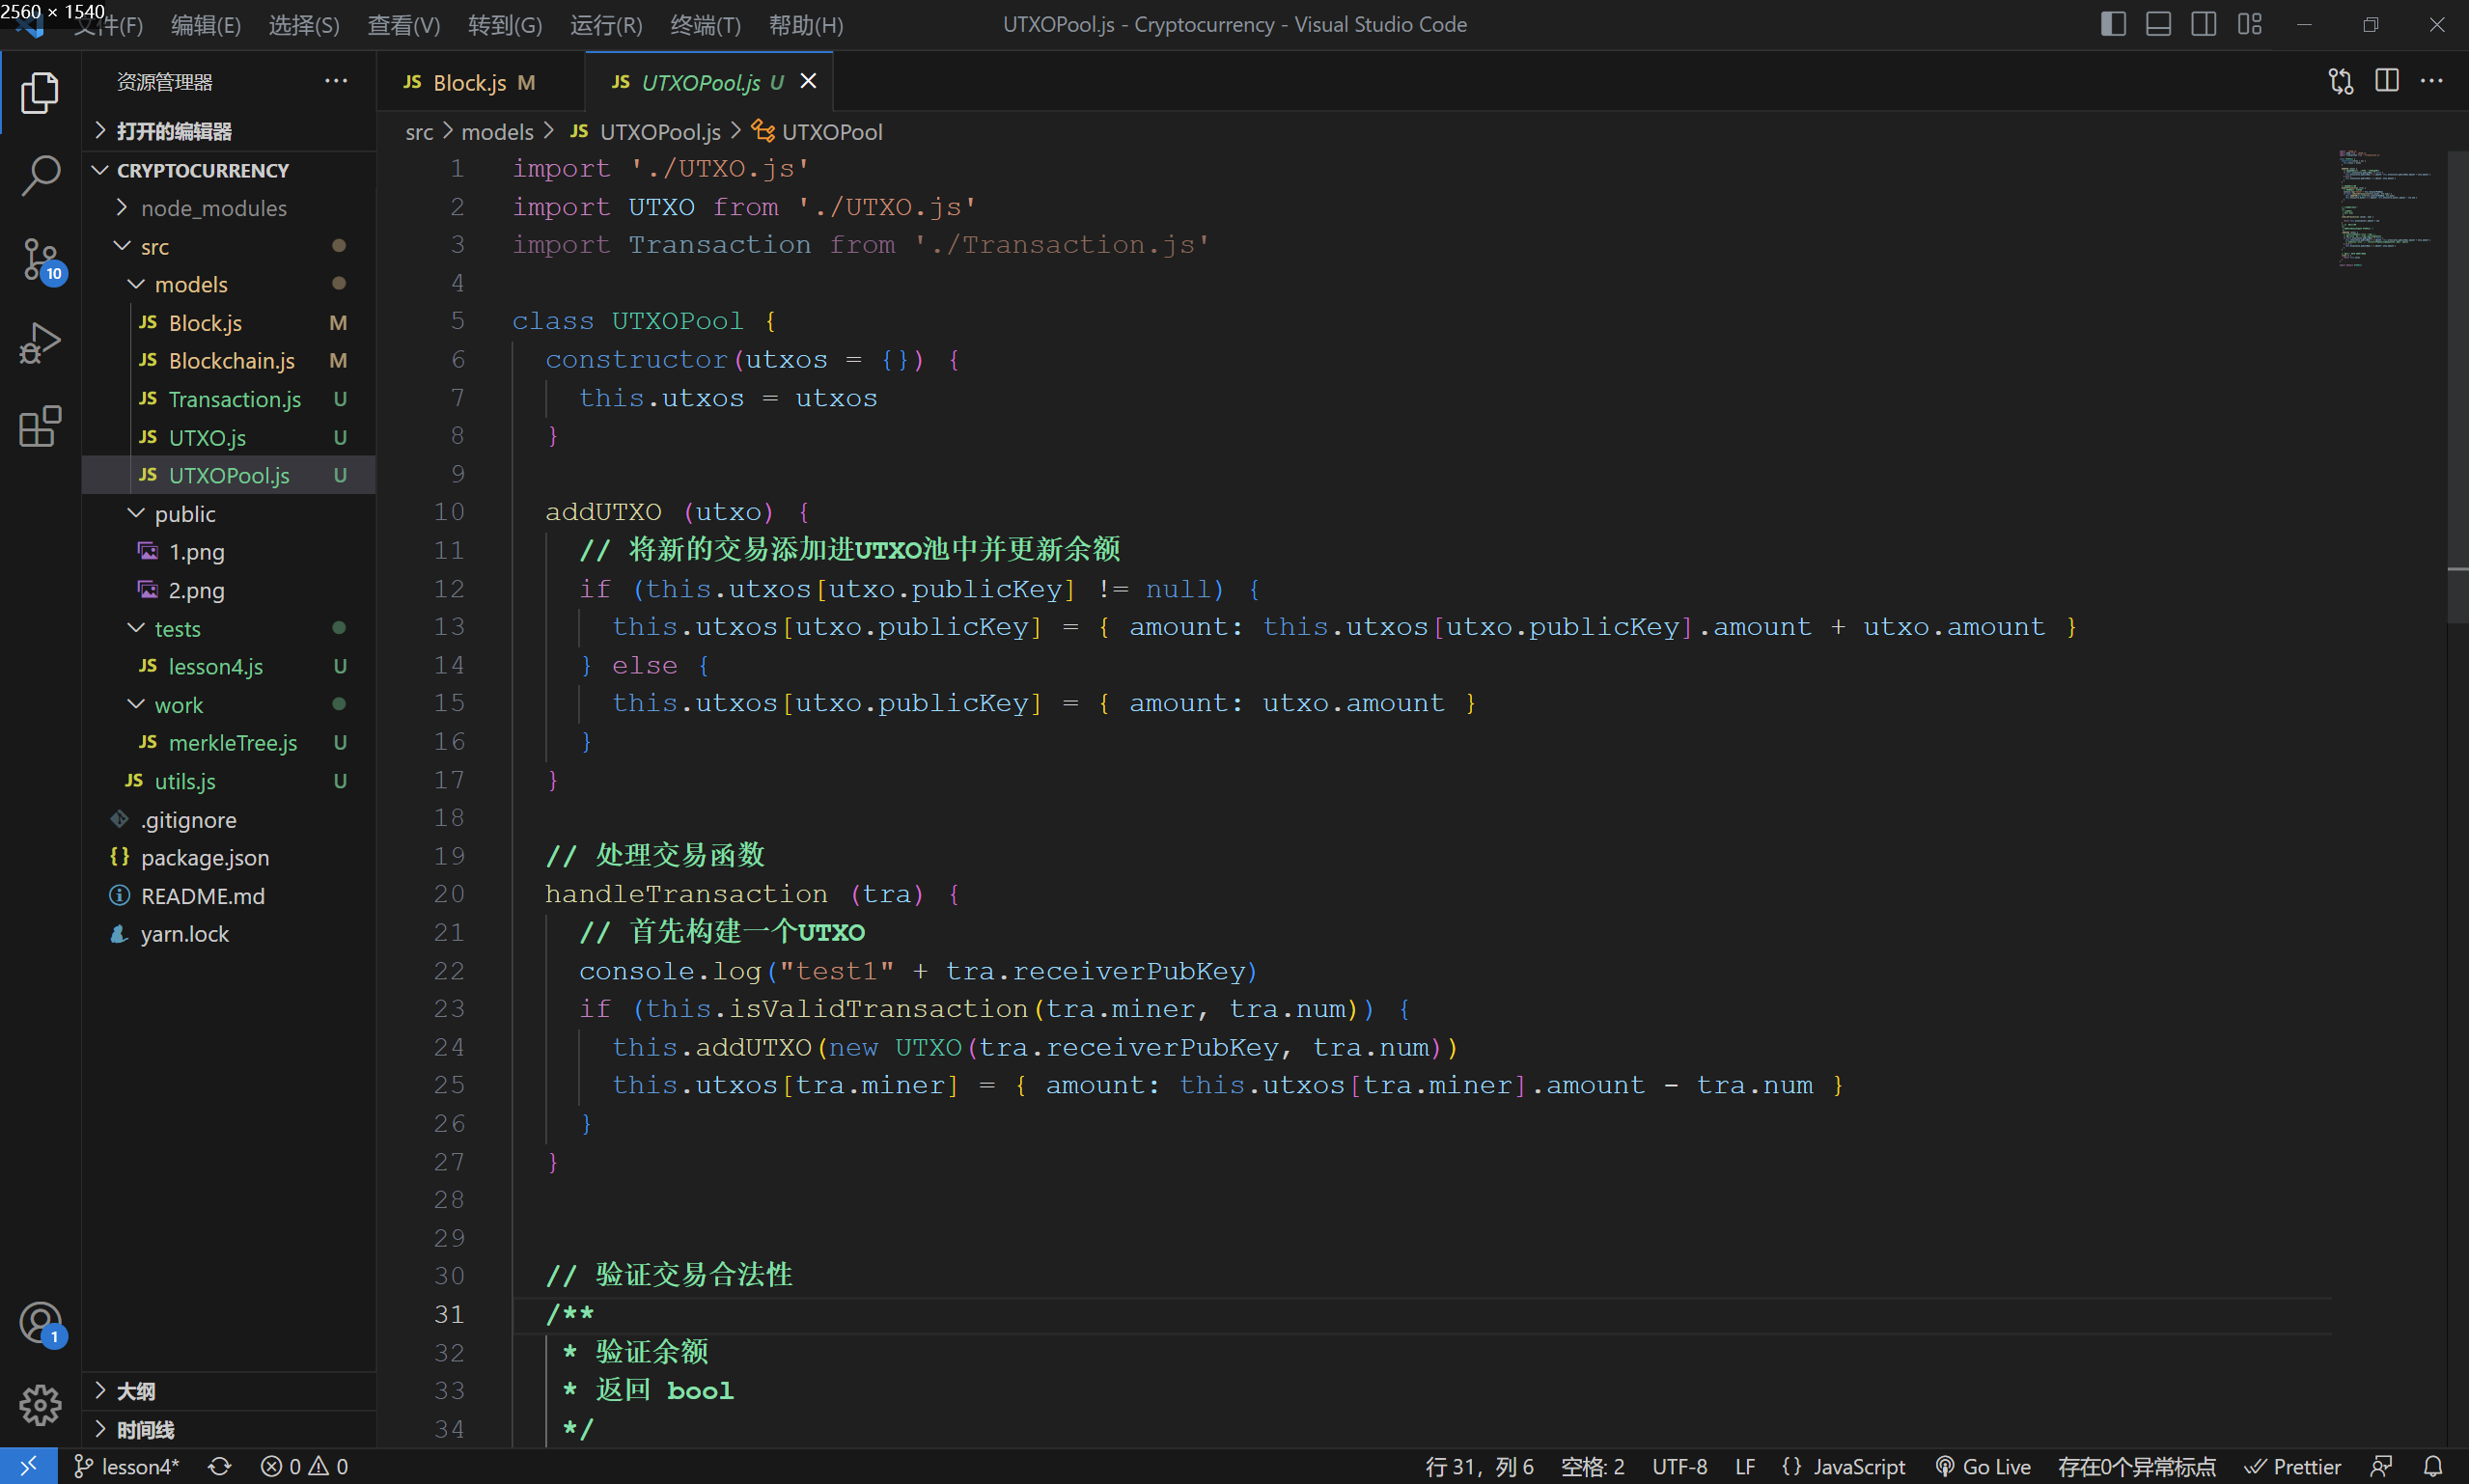 2560 × 1540
文件(F) 编辑(E) 选择(S) 查看(V) 转到(G) 运行(R) 终端(T) 帮助(H)
UTXOPool.js - Cryptocurrency - Visual Studio Code
资源管理器
打开的编辑器
CRYPTOCURRENCY
node_modules
src
models
JS Block.js M
JS Blockchain.js M
JS Transaction.js U
JS UTXO.js U
JS UTXOPool.js U
public
1.png
2.png
tests
JS lesson4.js U
work
JS merkleTree.js U
JS utils.js U
.gitignore
{} package.json
README.md
yarn.lock
大纲
时间线
10
1
JS Block.js M
JS UTXOPool.js U
src > models > JS UTXOPool.js > UTXOPool
1 import './UTXO.js'
2 import UTXO from './UTXO.js'
3 import Transaction from './Transaction.js'
4
5 class UTXOPool {
6 constructor(utxos = {}) {
7 this.utxos = utxos
8 }
9
10 addUTXO (utxo) {
11 // 将新的交易添加进UTXO池中并更新余额
12 if (this.utxos[utxo.publicKey] != null) {
13 this.utxos[utxo.publicKey] = { amount: this.utxos[utxo.publicKey].amount + utxo.amount }
14 } else {
15 this.utxos[utxo.publicKey] = { amount: utxo.amount }
16 }
17 }
18
19 // 处理交易函数
20 handleTransaction (tra) {
21 // 首先构建一个UTXO
22 console.log("test1" + tra.receiverPubKey)
23 if (this.isValidTransaction(tra.miner, tra.num)) {
24 this.addUTXO(new UTXO(tra.receiverPubKey, tra.num))
25 this.utxos[tra.miner] = { amount: this.utxos[tra.miner].amount - tra.num }
26 }
27 }
28
29
30 // 验证交易合法性
31 /**
32 * 验证余额
33 * 返回 bool
34 */
lesson4* 0 0
行 31，列 6 空格: 2 UTF-8 LF {} JavaScript Go Live 存在0个异常标点 Prettier